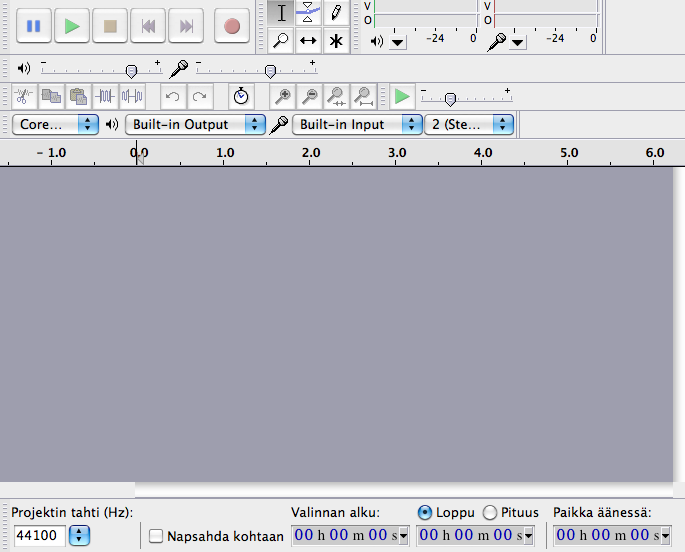 V
V
O
O
-24
0
-24
0
- +
- +
- +
Core...
Built-in Output
Built-in Input
2 (Ste...
- 1.0
0.0
1.0
2.0
3.0
4.0
5.0
6.0
Projektin tahti (Hz):
Valinnan alku:
Loppu
Pituus
Paikka äänessä:
44100
Napsahda kohtaan
00 h 00 m 00 s
00 h 00 m 00 s
00 h 00 m 00 s